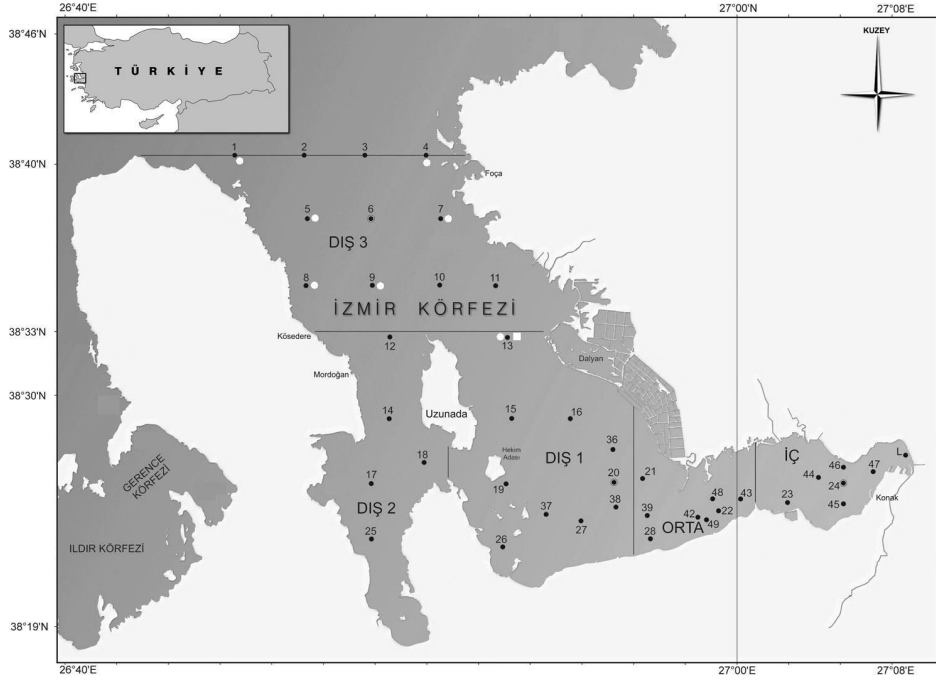 26°40'E
27°00'E
27°08'E
38°46'N
KUZEY
TÜRKİYE
1
2
3
4
38°40'N
Foça
5
6
7
DIŞ 3
8
9
10
11
İZMİR KÖRFEZİ
38°33'N
Kösedere
12
13
Mordoğan
Dalyan
38°30'N
14
Uzunada
15
16
36
DIŞ 1
Hekim
Adası
İÇ
L
18
46
47
GERENCE
KÖRFEZİ
17
19
20
21
44
24
Konak
DIŞ 2
37
38
39
48
43
23
45
42
22
49
27
ORTA
25
26
28
ILDIR KÖRFEZİ
38°19'N
26°40'E
27°00'E
27°08'E